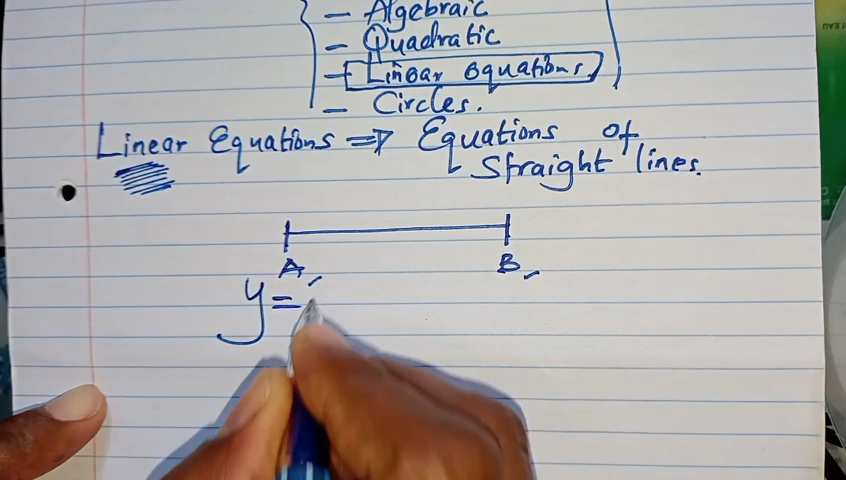 - Algebraic
- Quadratic
- Linear equations
- Circles.
Linear Equations ⇒ Equations of
Straight lines.
A B
y =